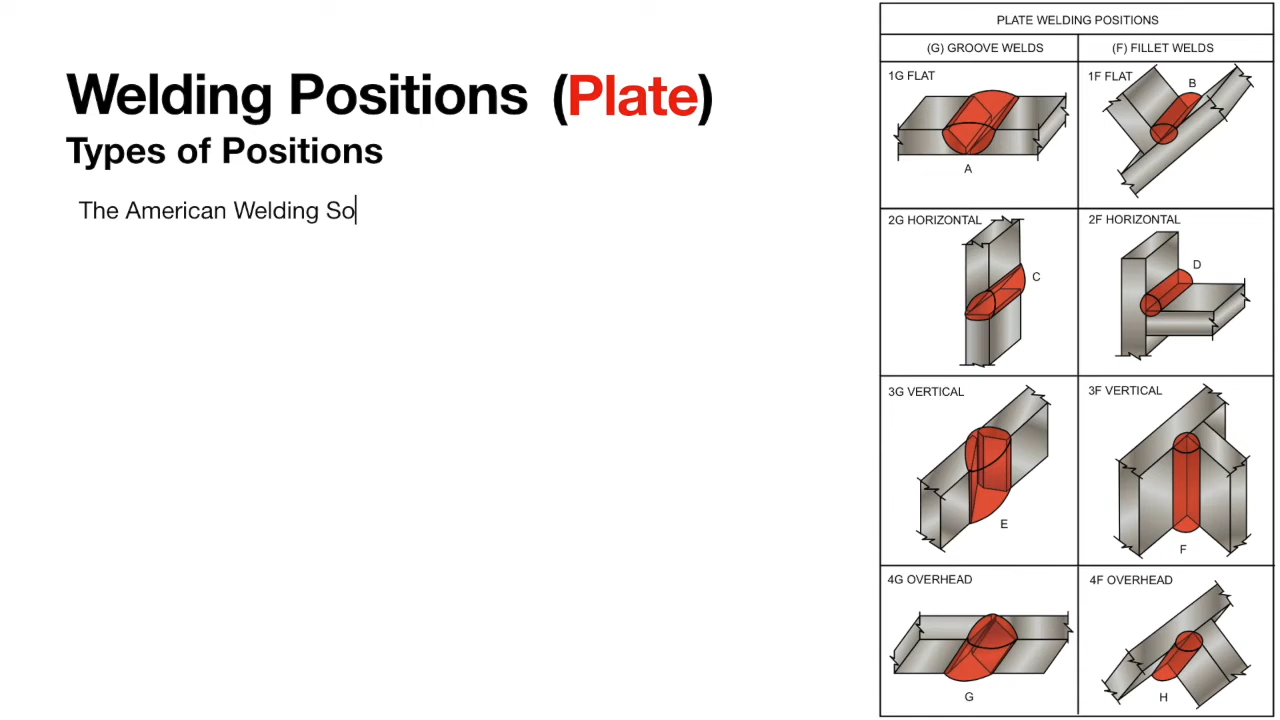 Welding Positions (Plate)
Types of Positions
The American Welding So
PLATE WELDING POSITIONS
(G) GROOVE WELDS
(F) FILLET WELDS
1G FLAT
A
1F FLAT
B
2G HORIZONTAL
C
2F HORIZONTAL
D
3G VERTICAL
E
3F VERTICAL
F
4G OVERHEAD
G
4F OVERHEAD
H